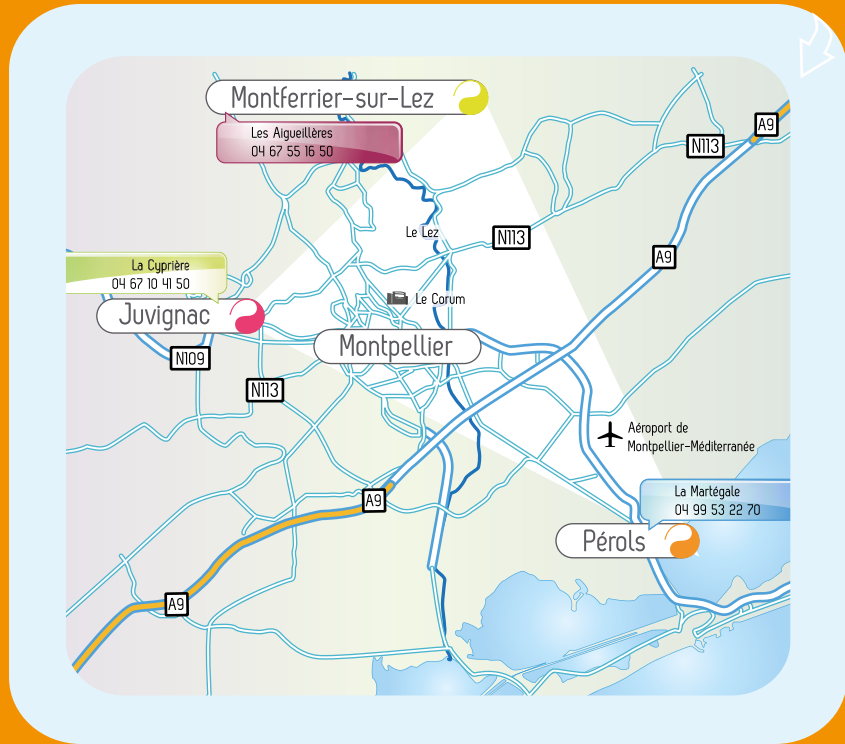 Montferrier-sur-Lez
Les Aigueillères
04 67 55 16 50
A9
N113
Le Lez
N113
A9
La Cyprière
04 67 10 41 50
Le Corum
Juvignac
Montpellier
N109
N113
Aéroport de
Montpellier-Méditerranée
A9
La Martégale
04 99 53 22 70
Pérols
A9